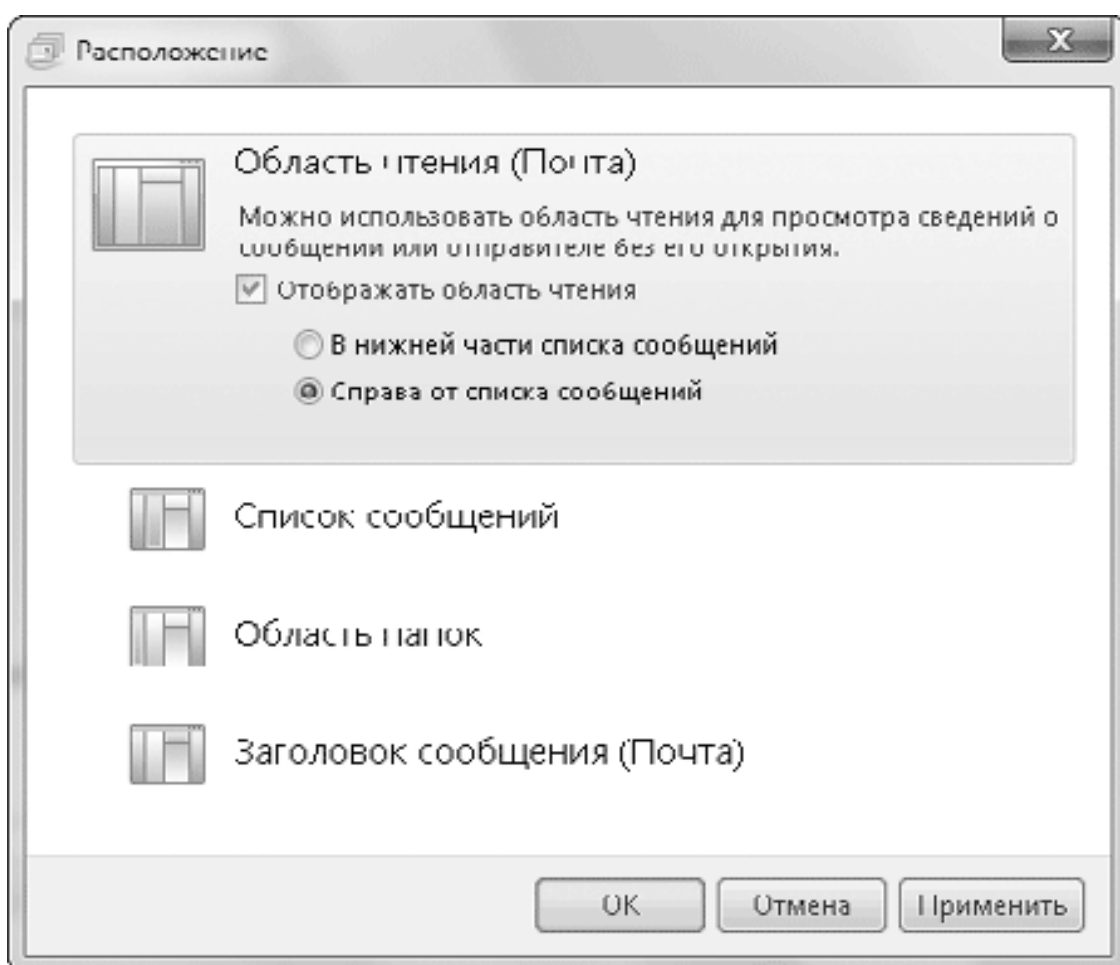 Расположение
Область чтения (Почта)
Можно использовать область чтения для просмотра сведений о
сообщении или отправителе без его открытия.
Отображать область чтения
В нижней части списка сообщений
Справа от списка сообщений
Список сообщений
Область папок
Заголовок сообщения (Почта)
OK
Отмена
Применить